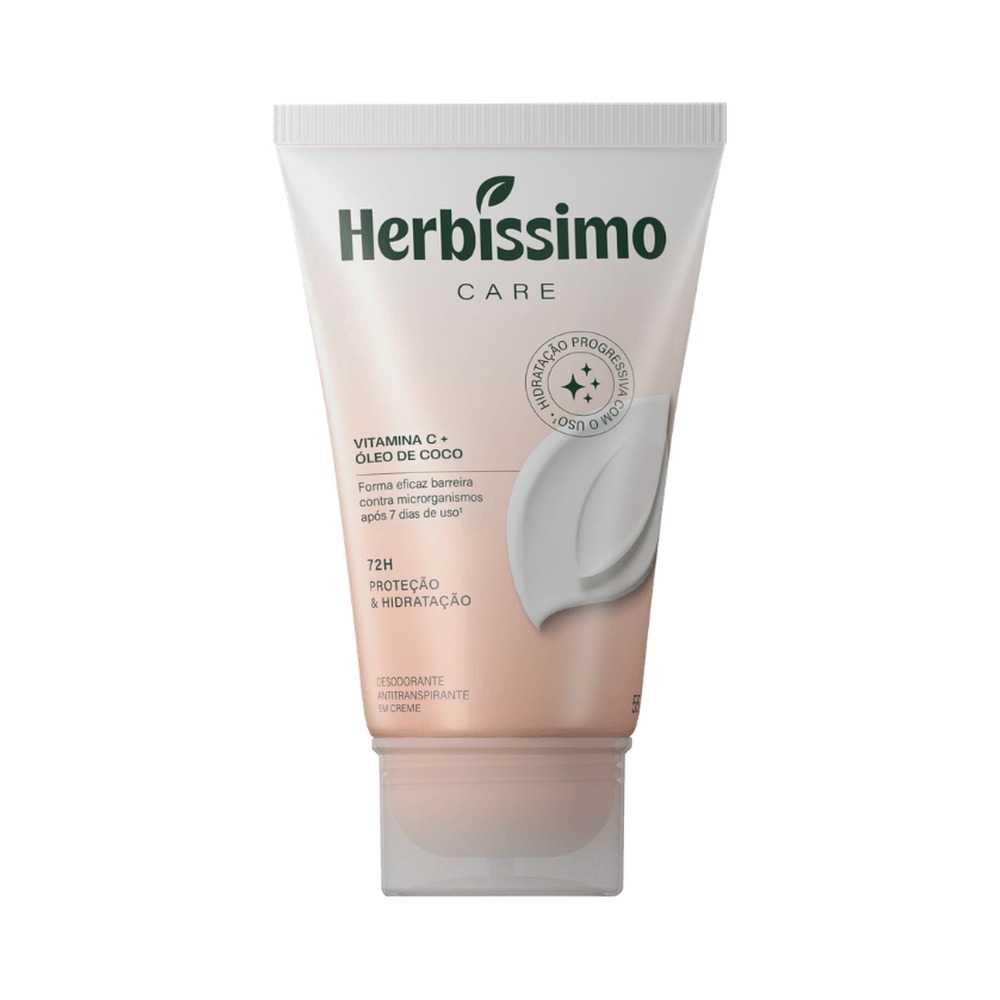 Herbíssimo
CARE
HIDRATAÇÃO PROGRESSIVA COM O USO¹ •
VITAMINA C +
ÓLEO DE COCO
Forma eficaz barreira
contra microrganismos
após 7 dias de uso¹
72H
PROTEÇÃO
& HIDRATAÇÃO
DESODORANTE
ANTITRANSPIRANTE
EM CREME